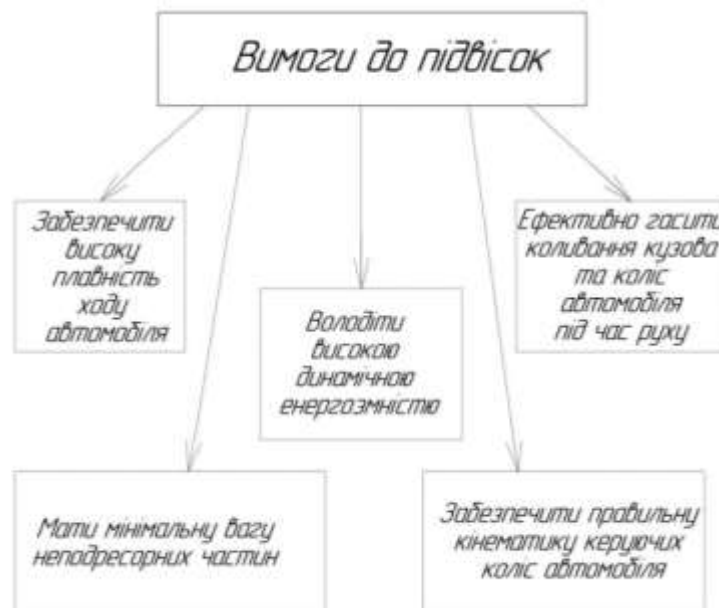 Вимоги до підвісок
Забезпечити
високу
плавність
ходу
автомобіля
Ефективно гасити
коливання кузова
та коліс
автомобіля
під час руху
Володіти
високою
динамічною
енергоэмністю
Мати мінімальну вагу
неподресорних частин
Забезпечити правильну
кінематику керуючих
коліс автомобіля